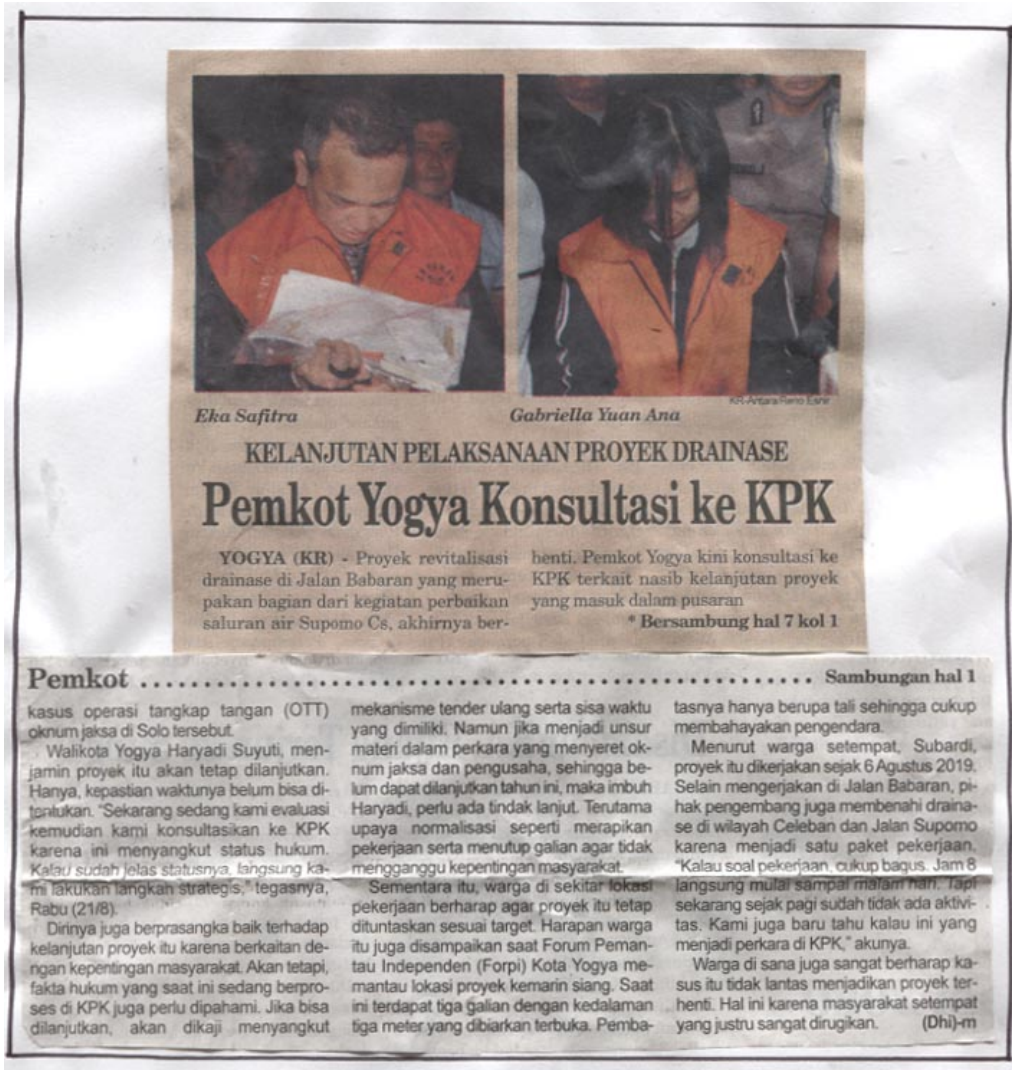 KR-Antara/Reno Esnir
Eka Safitra
Gabriella Yuan Ana
KELANJUTAN PELAKSANAAN PROYEK DRAINASE
Pemkot Yogya Konsultasi ke KPK
YOGYA (KR) - Proyek revitalisasi
drainase di Jalan Babaran yang meru-
pakan bagian dari kegiatan perbaikan
saluran air Supomo Cs, akhirnya ber-
henti. Pemkot Yogya kini konsultasi ke
KPK terkait nasib kelanjutan proyek
yang masuk dalam pusaran
* Bersambung hal 7 kol 1
Pemkot ........................................................ Sambungan hal 1
kasus operasi tangkap tangan (OTT)
oknum jaksa di Solo tersebut.
Walikota Yogya Haryadi Suyuti, men-
jamin proyek itu akan tetap dilanjutkan.
Hanya, kepastian waktunya belum bisa di-
tentukan. "Sekarang sedang kami evaluasi
kemudian kami konsultasikan ke KPK
karena ini menyangkut status hukum.
Kalau sudah jelas statusnya, langsung ka-
mi lakukan langkan strategis," tegasnya,
Rabu (21/8).
Dirinya juga berprasangka baik terhadap
kelanjutan proyek itu karena berkaitan de-
ngan kepentingan masyarakat. Akan tetapi,
fakta hukum yang saat ini sedang berpro-
ses di KPK juga perlu dipahami. Jika bisa
dilanjutkan, akan dikaji menyangkut
mekanisme tender ulang serta sisa waktu
yang dimiliki. Namun jika menjadi unsur
materi dalam perkara yang menyeret ok-
num jaksa dan pengusaha, sehingga be-
lum dapat dilanjutkan tahun ini, maka imbuh
Haryadi, perlu ada tindak lanjut. Terutama
upaya normalisasi seperti merapikan
pekerjaan serta menutup galian agar tidak
mengganggu kepentingan masyarakat.
Sementara itu, warga di sekitar lokasi
pekerjaan berharap agar proyek itu tetap
dituntaskan sesuai target. Harapan warga
itu juga disampaikan saat Forum Peman-
tau Independen (Forpi) Kota Yogya me-
mantau lokasi proyek kemarin siang. Saat
ini terdapat tiga galian dengan kedalaman
tiga meter yang dibiarkan terbuka. Pemba-
tasnya hanya berupa tali sehingga cukup
membahayakan pengendara.
Menurut warga setempat, Subardi,
proyek itu dikerjakan sejak 6 Agustus 2019.
Selain mengerjakan di Jalan Babaran, pi-
hak pengembang juga membenahi draina-
se di wilayah Celeban dan Jalan Supomo
karena menjadi satu paket pekerjaan.
"Kalau soal pekerjaan, cukup bagus. Jam 8
langsung mulai sampai malam hari. Tapi
sekarang sejak pagi sudah tidak ada aktivi-
tas. Kami juga baru tahu kalau ini yang
menjadi perkara di KPK," akunya.
Warga di sana juga sangat berharap ka-
sus itu tidak lantas menjadikan proyek ter-
henti. Hal ini karena masyarakat setempat
yang justru sangat dirugikan. (Dhi)-m